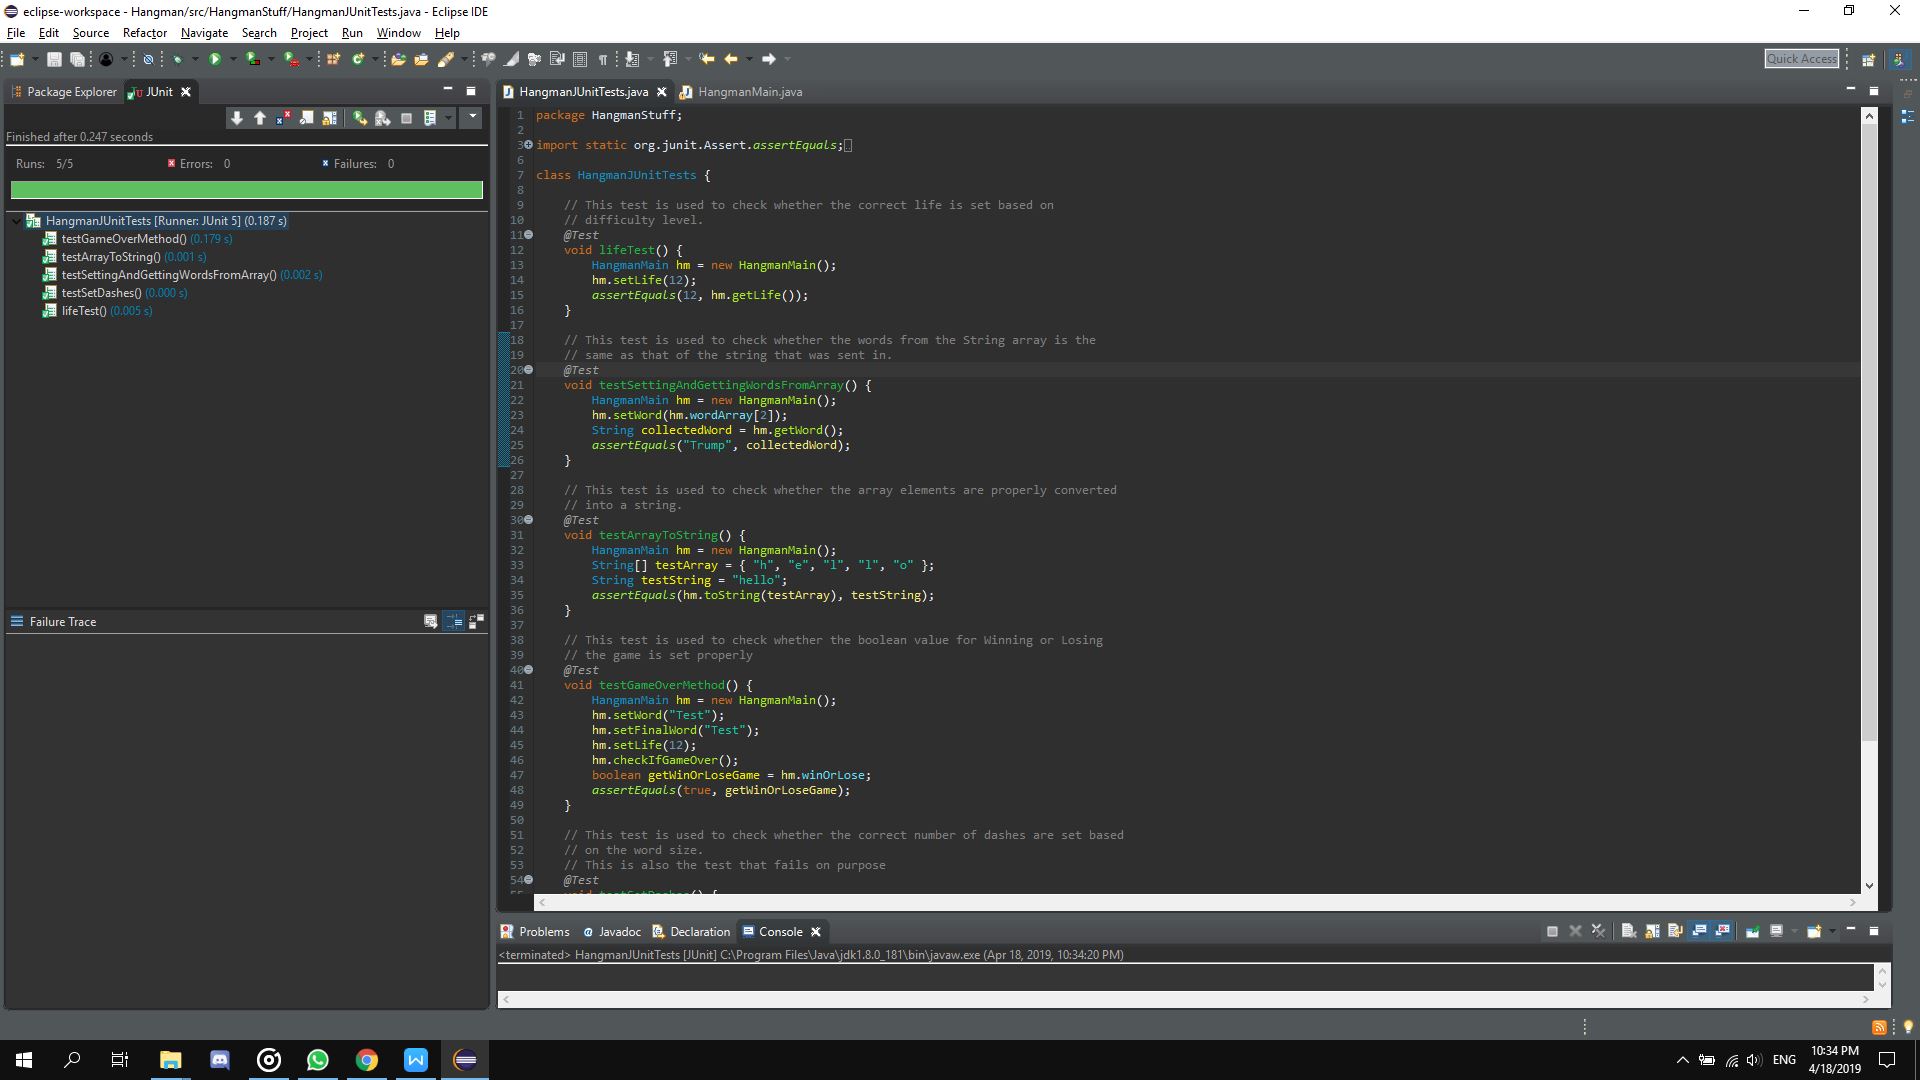 eclipse-workspace - Hangman/src/HangmanStuff/HangmanJUnitTests.java - Eclipse IDE
File Edit Source Refactor Navigate Search Project Run Window Help
Quick Access
Package Explorer JUnit
Finished after 0.247 seconds
Runs: 5/5 Errors: 0 Failures: 0
HangmanJUnitTests [Runner: JUnit 5] (0.187 s)
testGameOverMethod() (0.179 s)
testArrayToString() (0.001 s)
testSettingAndGettingWordsFromArray() (0.002 s)
testSetDashes() (0.000 s)
lifeTest() (0.005 s)
Failure Trace
HangmanJUnitTests.java HangmanMain.java
1 package HangmanStuff;
2
3 import static org.junit.Assert.assertEquals;
6
7 class HangmanJUnitTests {
8
9 // This test is used to check whether the correct life is set based on
10 // difficulty level.
11 @Test
12 void lifeTest() {
13 HangmanMain hm = new HangmanMain();
14 hm.setLife(12);
15 assertEquals(12, hm.getLife());
16 }
17
18 // This test is used to check whether the words from the String array is the
19 // same as that of the string that was sent in.
20 @Test
21 void testSettingAndGettingWordsFromArray() {
22 HangmanMain hm = new HangmanMain();
23 hm.setWord(hm.wordArray[2]);
24 String collectedWord = hm.getWord();
25 assertEquals("Trump", collectedWord);
26 }
27
28 // This test is used to check whether the array elements are properly converted
29 // into a string.
30 @Test
31 void testArrayToString() {
32 HangmanMain hm = new HangmanMain();
33 String[] testArray = { "h", "e", "l", "l", "o" };
34 String testString = "hello";
35 assertEquals(hm.toString(testArray), testString);
36 }
37
38 // This test is used to check whether the boolean value for Winning or Losing
39 // the game is set properly
40 @Test
41 void testGameOverMethod() {
42 HangmanMain hm = new HangmanMain();
43 hm.setWord("Test");
44 hm.setFinalWord("Test");
45 hm.setLife(12);
46 hm.checkIfGameOver();
47 boolean getWinOrLoseGame = hm.winOrLose;
48 assertEquals(true, getWinOrLoseGame);
49 }
50
51 // This test is used to check whether the correct number of dashes are set based
52 // on the word size.
53 // This is also the test that fails on purpose
54 @Test
Problems Javadoc Declaration Console
<terminated> HangmanJUnitTests [JUnit] C:\Program Files\Java\jdk1.8.0_181\bin\javaw.exe (Apr 18, 2019, 10:34:20 PM)
ENG
10:34 PM
4/18/2019